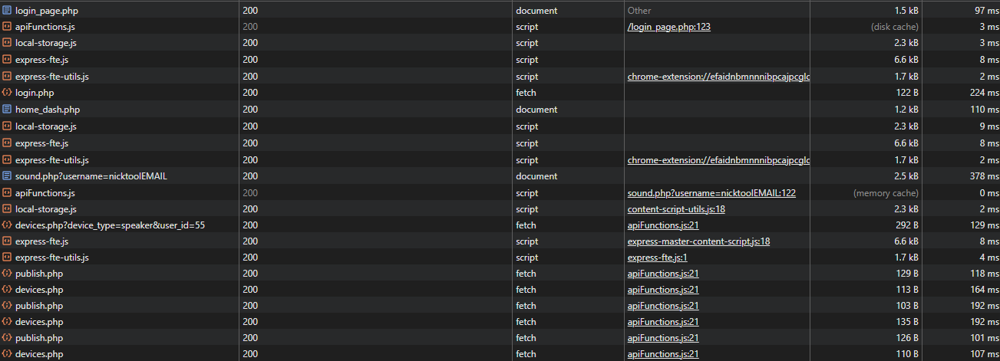 login_page.php 200 document Other 1.5 kB 97 ms
apiFunctions.js 200 script /login_page.php:123 (disk cache) 3 ms
local-storage.js 200 script 2.3 kB 3 ms
express-fte.js 200 script 6.6 kB 8 ms
express-fte-utils.js 200 script chrome-extension://efaidnbmnnnibpcajpcglc 1.7 kB 2 ms
login.php 200 fetch 122 B 224 ms
home_dash.php 200 document 1.2 kB 110 ms
local-storage.js 200 script 2.3 kB 9 ms
express-fte.js 200 script 6.6 kB 8 ms
express-fte-utils.js 200 script chrome-extension://efaidnbmnnnibpcajpcglc 1.7 kB 2 ms
sound.php?username=nicktoolEMAIL 200 document 2.5 kB 378 ms
apiFunctions.js 200 script sound.php?username=nicktoolEMAIL:122 (memory cache) 0 ms
local-storage.js 200 script content-script-utils.js:18 2.3 kB 2 ms
devices.php?device_type=speaker&user_id=55 200 fetch apiFunctions.js:21 292 B 129 ms
express-fte.js 200 script express-master-content-script.js:18 6.6 kB 8 ms
express-fte-utils.js 200 script express-fte.js:1 1.7 kB 4 ms
publish.php 200 fetch apiFunctions.js:21 129 B 118 ms
devices.php 200 fetch apiFunctions.js:21 113 B 164 ms
publish.php 200 fetch apiFunctions.js:21 103 B 192 ms
devices.php 200 fetch apiFunctions.js:21 135 B 192 ms
publish.php 200 fetch apiFunctions.js:21 126 B 101 ms
devices.php 200 fetch apiFunctions.js:21 110 B 107 ms